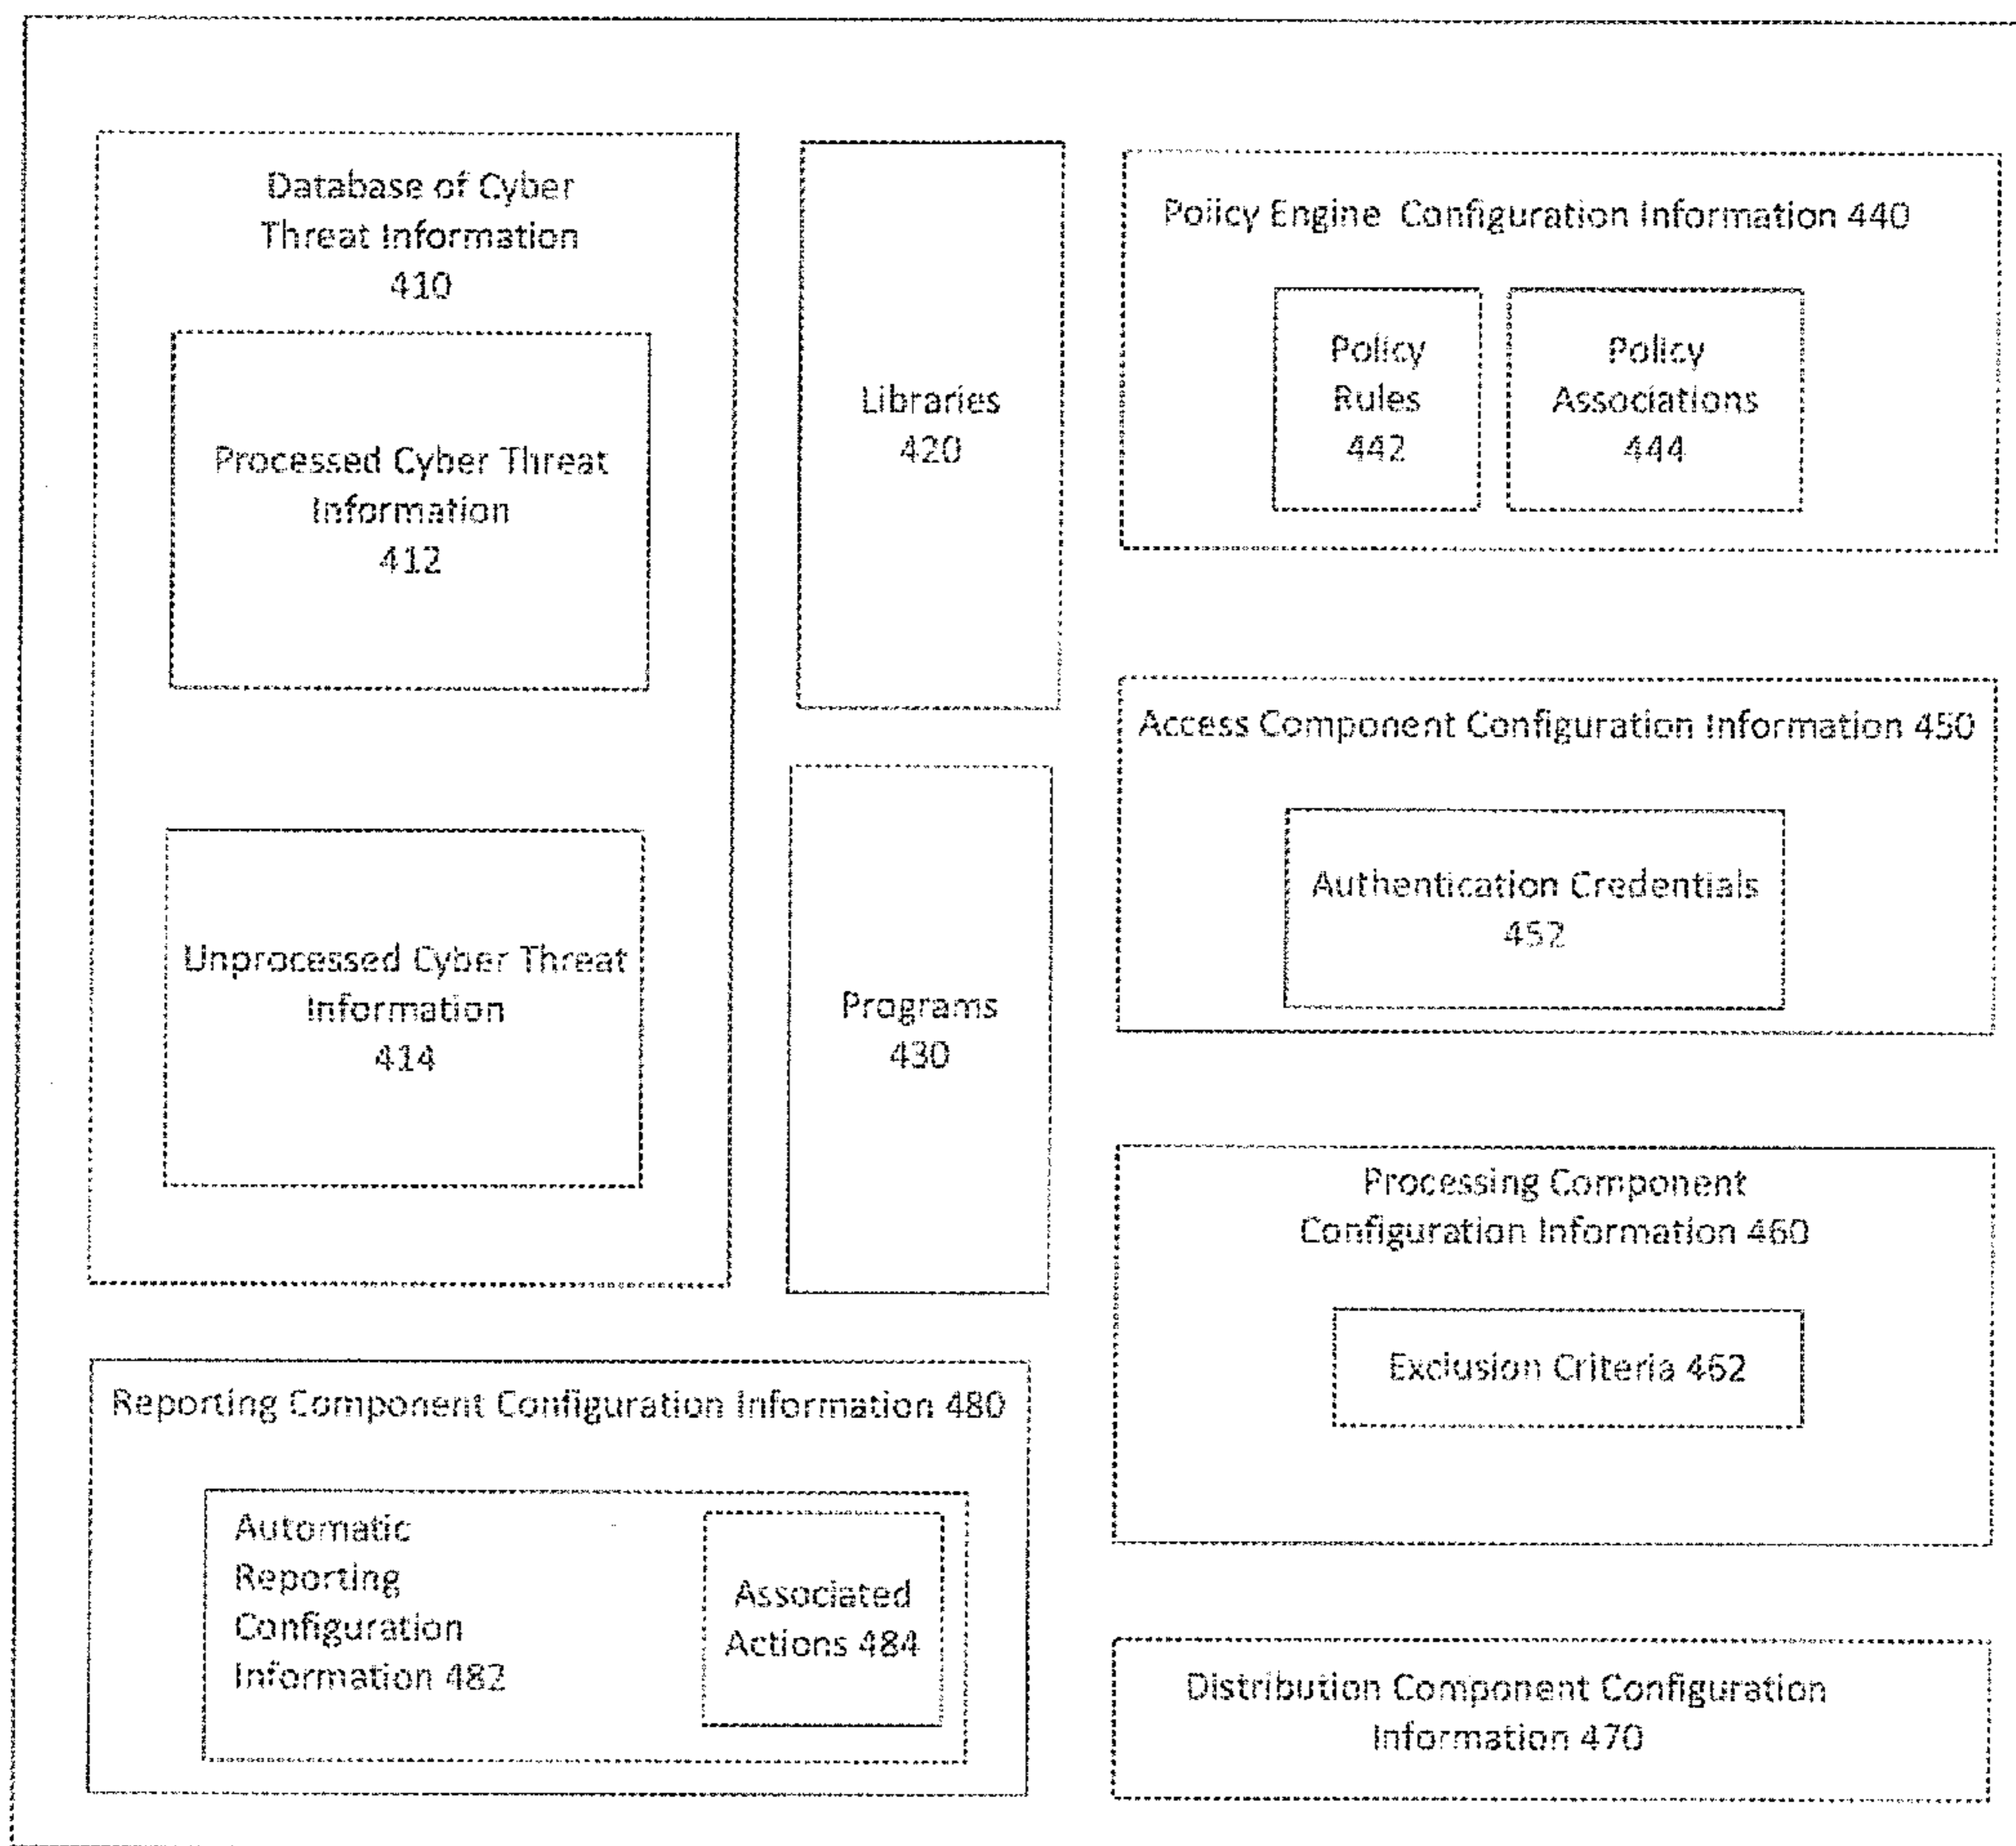 Database of Cyber
Threat Information
410
Processed Cyber Threat
Information
412
Unprocessed Cyber Threat
Information
414
Libraries
420
Programs
430
Policy Engine Configuration Information 440
Policy
Rules
442
Policy
Associations
444
Access Component Configuration Information 450
Authentication Credentials
452
Processing Component
Configuration Information 460
Exclusion Criteria 462
Reporting Component Configuration Information 480
Automatic
Reporting
Configuration
Information 482
Associated
Actions 484
Distribution Component Configuration
Information 470